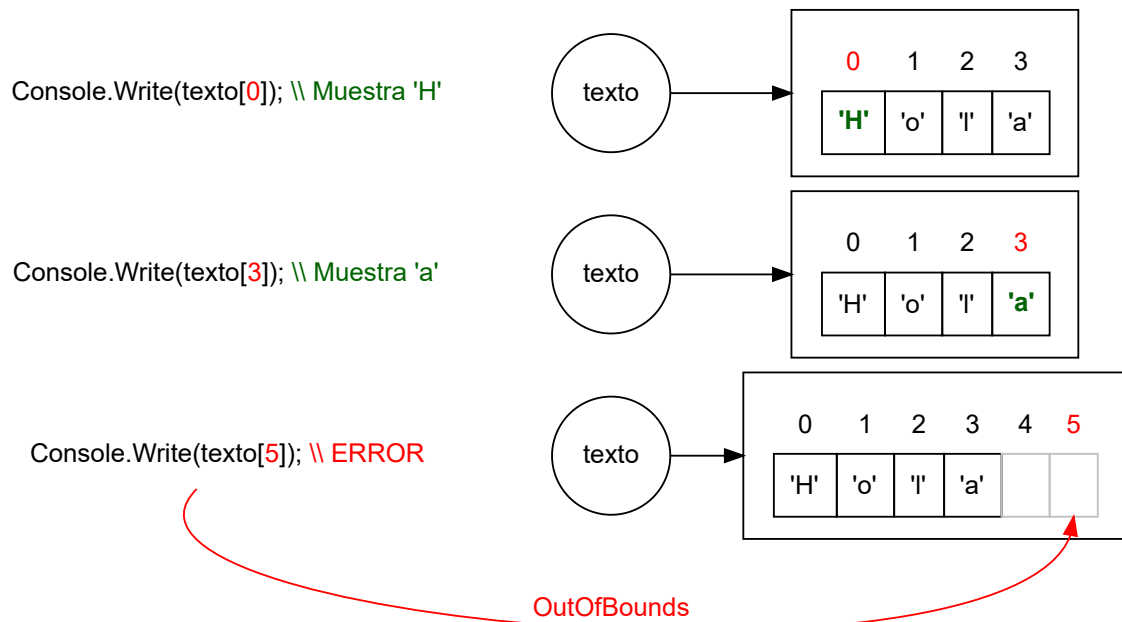 0 1 2 3
Console.Write(texto[0]); \\ Muestra 'H' texto 'H' 'o' 'l' 'a'
0 1 2 3
Console.Write(texto[3]); \\ Muestra 'a' texto 'H' 'o' 'l' 'a'
0 1 2 3 4 5
Console.Write(texto[5]); \\ ERROR texto 'H' 'o' 'l' 'a'
OutOfBounds